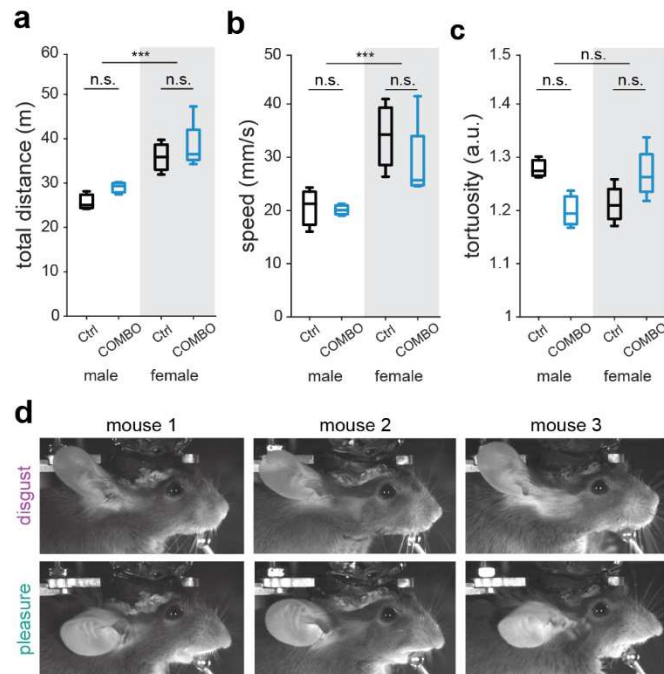 a
total distance (m)
60
50
40
30
20
10
0
***
n.s.
n.s.
Ctrl
COMBO
Ctrl
COMBO
male
female
b
speed (mm/s)
50
40
30
20
10
0
***
n.s.
n.s.
Ctrl
COMBO
Ctrl
COMBO
male
female
c
tortuosity (a.u.)
1.5
1.4
1.3
1.2
1.1
1
n.s.
n.s.
n.s.
Ctrl
COMBO
Ctrl
COMBO
male
female
d
mouse 1
mouse 2
mouse 3
disgust
pleasure